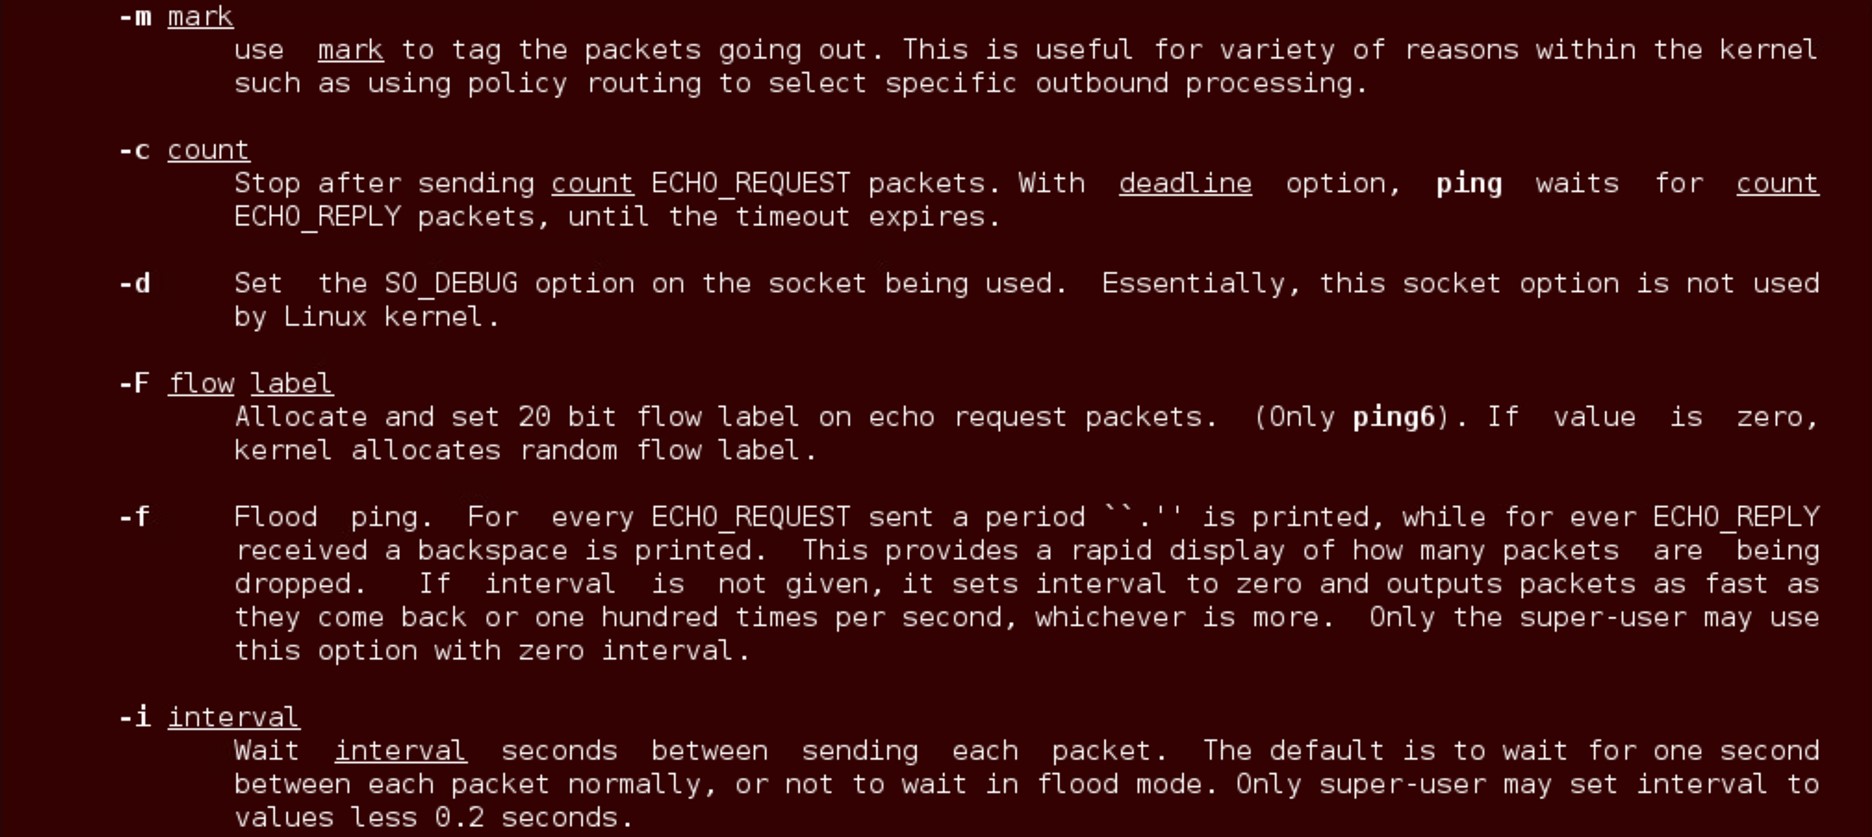 -m mark
use  mark to tag the packets going out. This is useful for variety of reasons within the kernel
such as using policy routing to select specific outbound processing.
-c count
Stop after sending count ECHO_REQUEST packets. With  deadline  option,  ping  waits  for  count
ECHO_REPLY packets, until the timeout expires.
-d     Set  the SO_DEBUG option on the socket being used.  Essentially, this socket option is not used
by Linux kernel.
-F flow label
Allocate and set 20 bit flow label on echo request packets.  (Only ping6). If  value  is  zero,
kernel allocates random flow label.
-f     Flood  ping.  For  every ECHO_REQUEST sent a period ``.'' is printed, while for ever ECHO_REPLY
received a backspace is printed.  This provides a rapid display of how many packets  are  being
dropped.   If  interval  is  not given, it sets interval to zero and outputs packets as fast as
they come back or one hundred times per second, whichever is more.  Only the super-user may use
this option with zero interval.
-i interval
Wait  interval  seconds  between  sending  each  packet.  The default is to wait for one second
between each packet normally, or not to wait in flood mode. Only super-user may set interval to
values less 0.2 seconds.